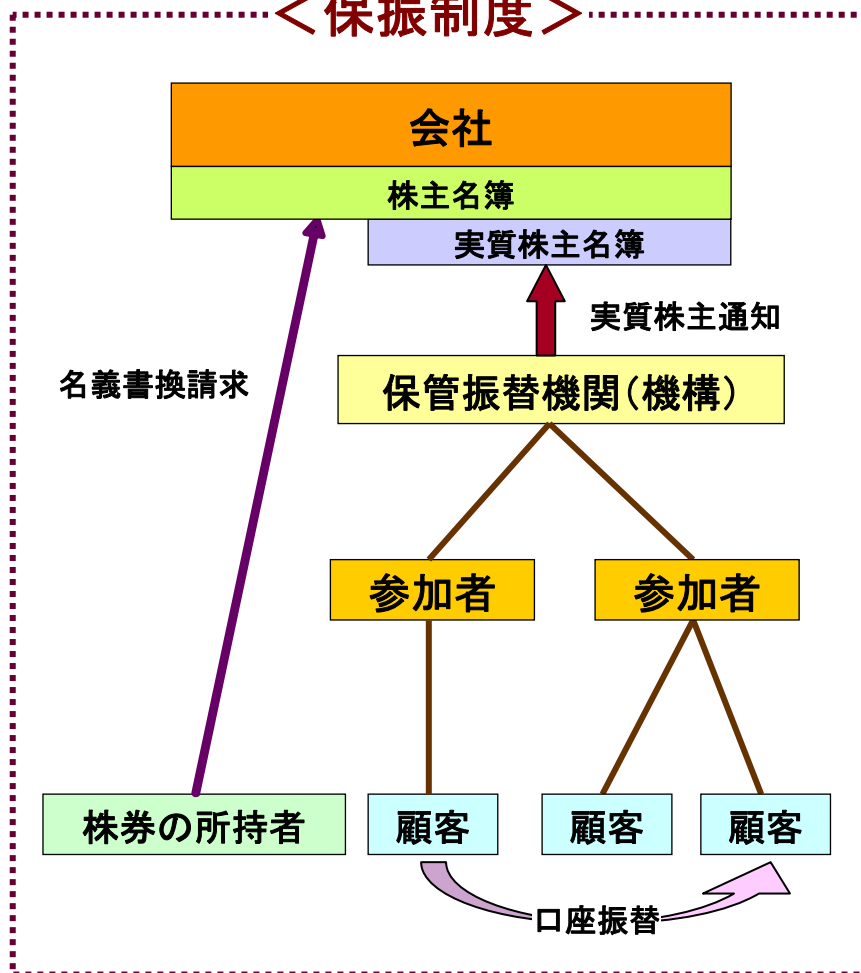 ＜保振制度＞
会社
株主名簿
実質株主名簿
実質株主通知
名義書換請求
保管振替機関(機構)
参加者
参加者
株券の所持者
顧客
顧客
顧客
口座振替